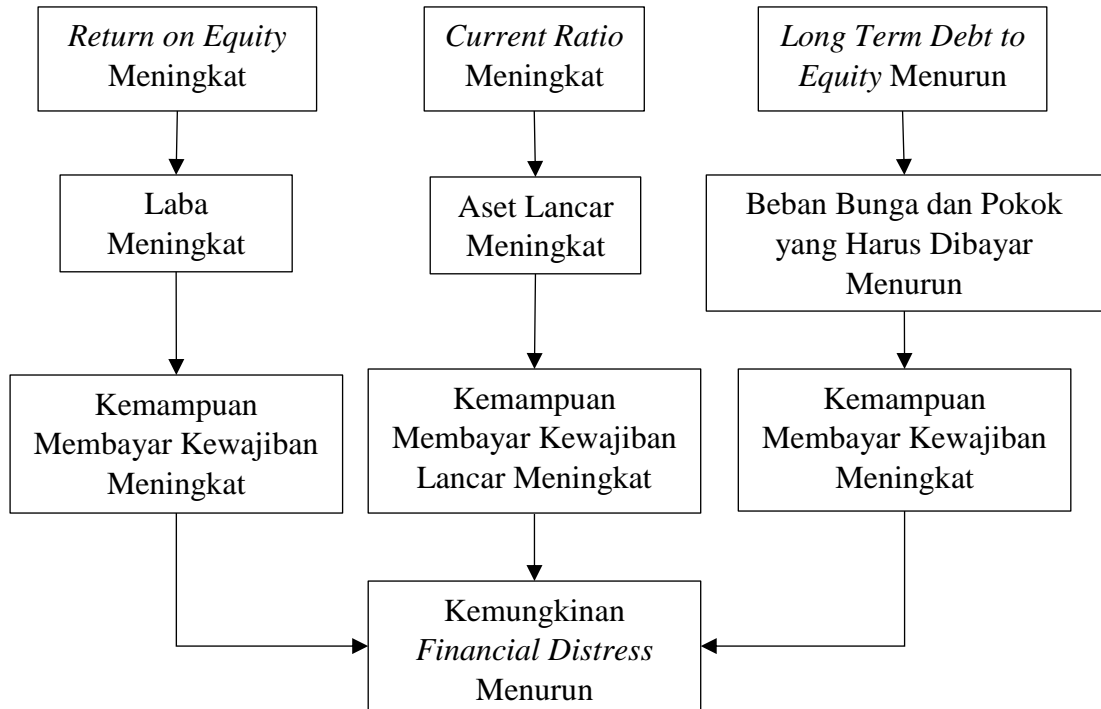 Return on Equity
Meningkat
Current Ratio
Meningkat
Long Term Debt to
Equity Menurun
Laba
Meningkat
Aset Lancar
Meningkat
Beban Bunga dan Pokok
yang Harus Dibayar
Menurun
Kemampuan
Membayar Kewajiban
Meningkat
Kemampuan
Membayar Kewajiban
Lancar Meningkat
Kemampuan
Membayar Kewajiban
Meningkat
Kemungkinan
Financial Distress
Menurun